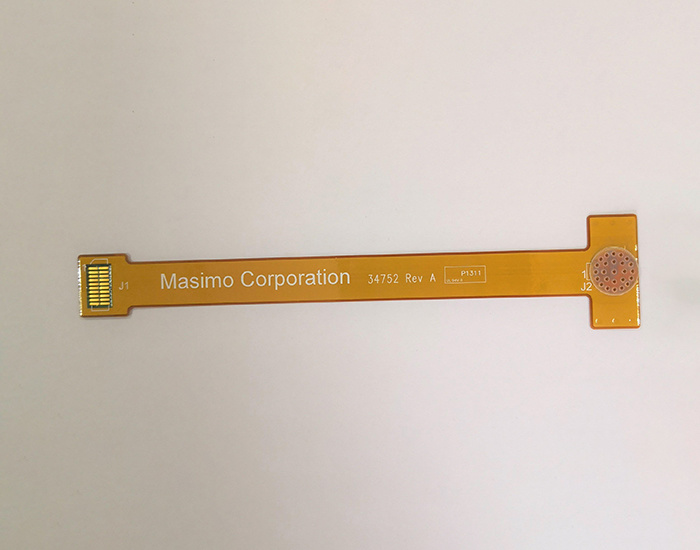 J1
Masimo Corporation
34752 Rev A
P1311
1
J2